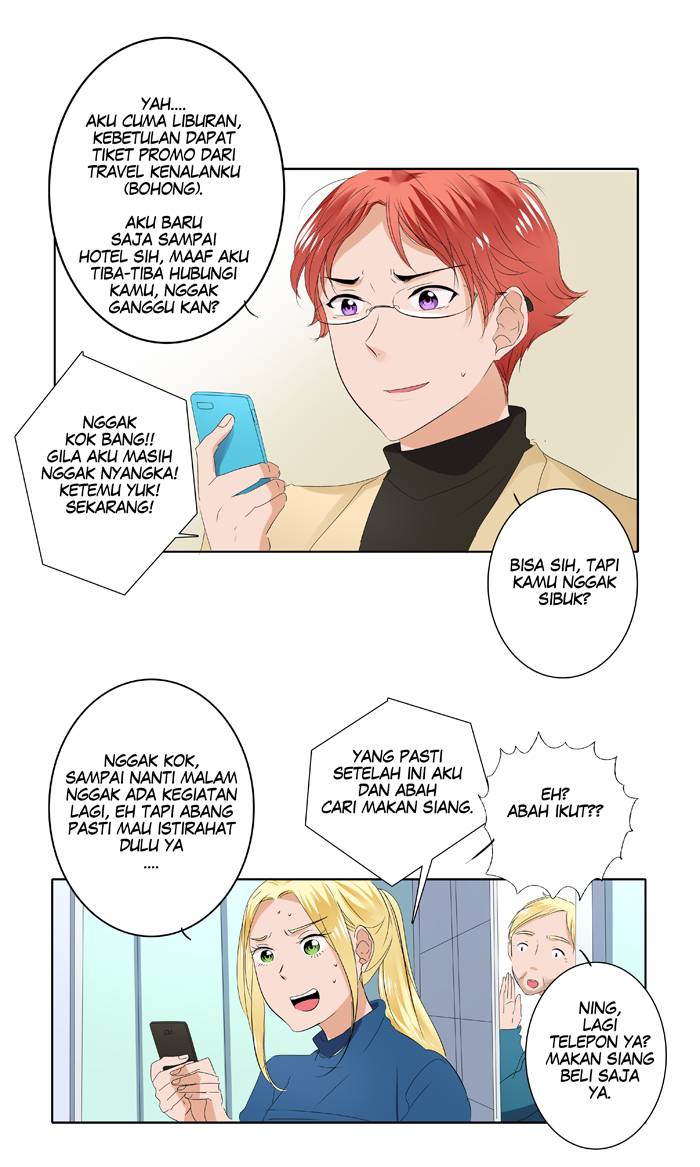 YAH....
AKU CUMA LIBURAN,
KEBETULAN DAPAT
TIKET PROMO DARI
TRAVEL KENALANKU
(BOHONG).
AKU BARU
SAJA SAMPAI
HOTEL SIH, MAAF AKU
TIBA-TIBA HUBUNGI
KAMU, NGGAK
GANGGU KAN?
NGGAK
KOK BANG!!
GILA AKU MASIH
NGGAK NYANGKA!
KETEMU YUK!
SEKARANG!
BISA SIH, TAPI
KAMU NGGAK
SIBUK?
NGGAK KOK,
SAMPAI NANTI MALAM
NGGAK ADA KEGIATAN
LAGI, EH TAPI ABANG
PASTI MAU ISTIRAHAT
DULU YA
....
YANG PASTI
SETELAH INI AKU
DAN ABAH
CARI MAKAN SIANG.
EH?
ABAH IKUT??
NING,
LAGI
TELEPON YA?
MAKAN SIANG
BELI SAJA
YA.